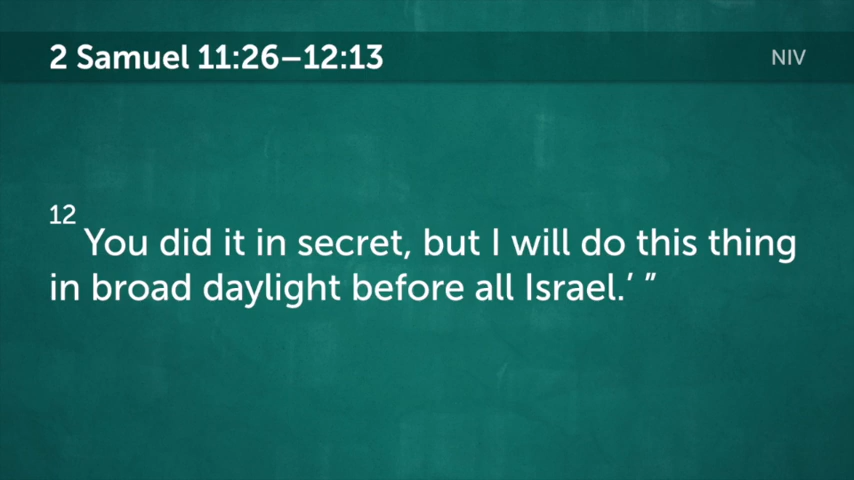 2 Samuel 11:26–12:13
NIV
12
You did it in secret, but I will do this thing
in broad daylight before all Israel.’ ”